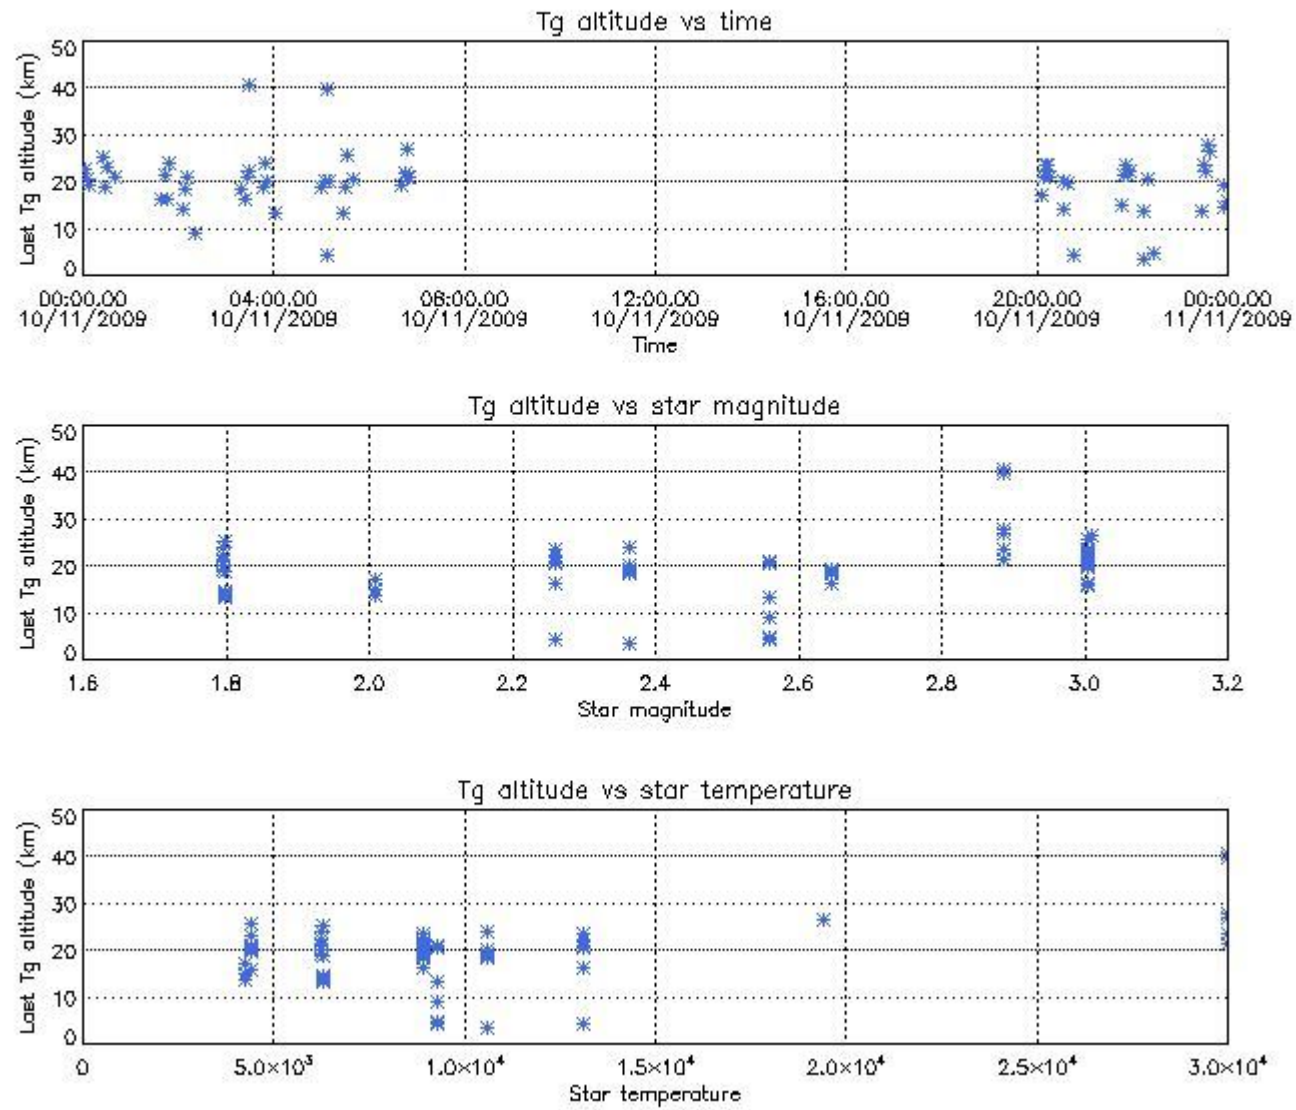 Tg altitude vs time
Last Tg altitude (km)
50
40
30
20
10
0
00:00.00 04:00.00 08:00.00 12:00.00 16:00.00 20:00.00 00:00.00
10/11/2009 10/11/2009 10/11/2009 10/11/2009 10/11/2009 10/11/2009 11/11/2009
Time
Tg altitude vs star magnitude
Last Tg altitude (km)
50
40
30
20
10
0
1.6 1.8 2.0 2.2 2.4 2.6 2.8 3.0 3.2
Star magnitude
Tg altitude vs star temperature
Last Tg altitude (km)
50
40
30
20
10
0
0 5.0×10³ 1.0×10⁴ 1.5×10⁴ 2.0×10⁴ 2.5×10⁴ 3.0×10⁴
Star temperature